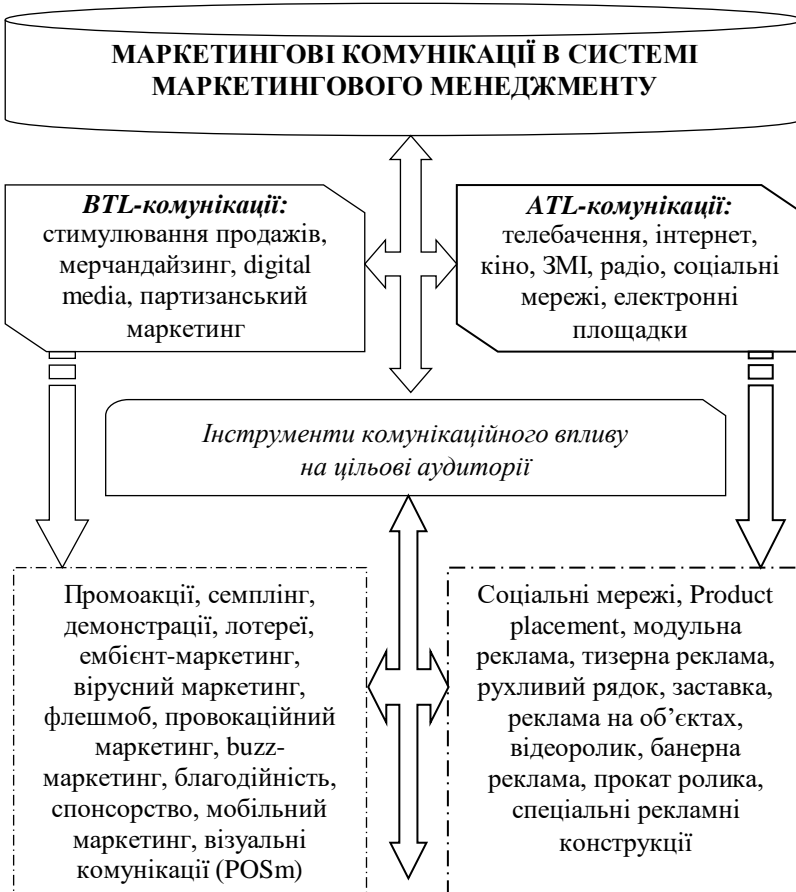 МАРКЕТИНГОВІ КОМУНІКАЦІЇ В СИСТЕМІ
МАРКЕТИНГОВОГО МЕНЕДЖМЕНТУ
BTL-комунікації:
стимулювання продажів,
мерчандайзинг, digital
media, партизанський
маркетинг
ATL-комунікації:
телебачення, інтернет,
кіно, ЗМІ, радіо, соціальні
мережі, електронні
площадки
Інструменти комунікаційного впливу
на цільові аудиторії
Промоакції, семплінг,
демонстрації, лотереї,
ембієнт-маркетинг,
вірусний маркетинг,
флешмоб, провокаційний
маркетинг, buzz-
маркетинг, благодійність,
спонсорство, мобільний
маркетинг, візуальні
комунікації (POSm)
Соціальні мережі, Product
placement, модульна
реклама, тизерна реклама,
рухливий рядок, заставка,
реклама на об’єктах,
відеоролик, банерна
реклама, прокат ролика,
спеціальні рекламні
конструкції